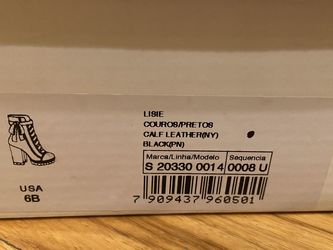 LISIE
COUROS/PRETOS
CALF LEATHER(NY)
BLACK(PN)
Marca/Linha/Modelo Sequencia
S 20330 0014 0008 U
7 909437 960501
USA
6B